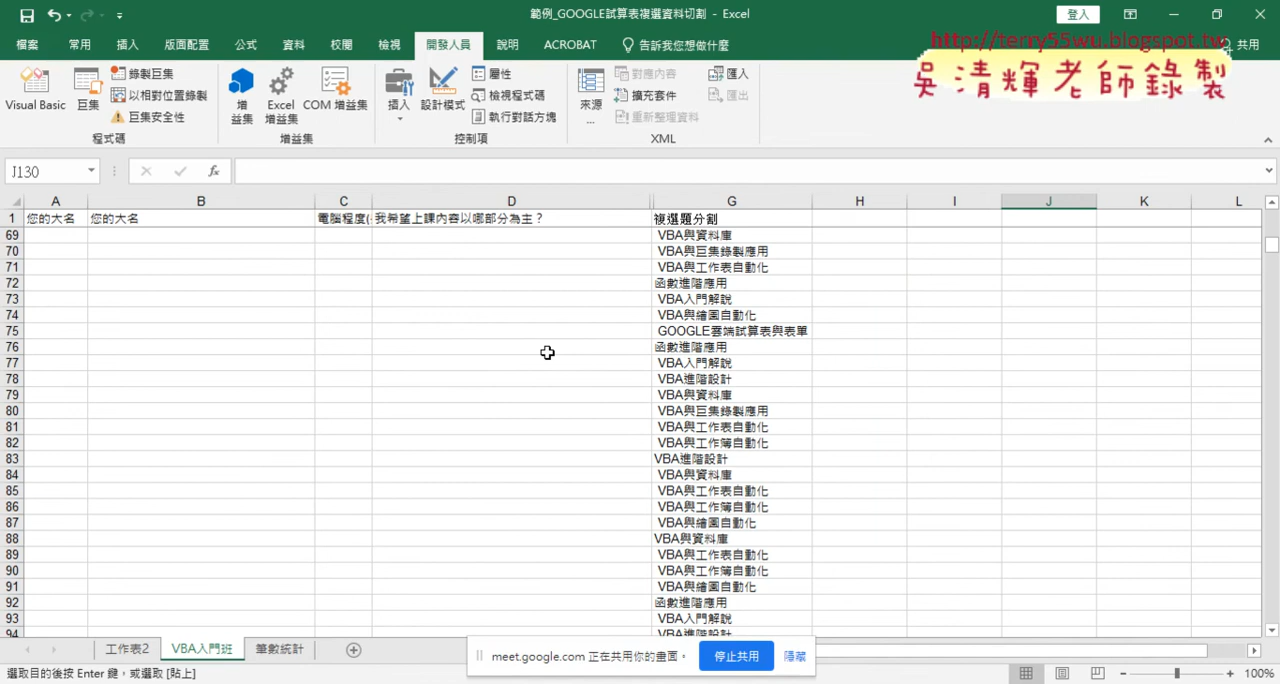 範例_GOOGLE試算表複選資料切割 - Excel
登入
http://terry55wu.blogspot.tw
吳清輝老師錄製
檔案 常用 插入 版面配置 公式 資料 校閱 檢視 開發人員 說明 ACROBAT 告訴我您想做什麼 共用
Visual Basic
巨集
錄製巨集
以相對位置錄製
巨集安全性
程式碼
增益集
Excel 增益集
COM 增益集
增益集
插入
設計模式
屬性
檢視程式碼
執行對話方塊
控制項
來源
...
對應內容
擴充套件
重新整理資料
匯入
匯出
XML
J130
fx
A B C D G H I J K L
1 您的大名 您的大名 電腦程度( 我希望上課內容以哪部分為主？ 複選題分割
69 VBA與資料庫
70 VBA與巨集錄製應用
71 VBA與工作表自動化
72 函數進階應用
73 VBA入門解說
74 VBA與繪圖自動化
75 GOOGLE雲端試算表與表單
76 函數進階應用
77 VBA入門解說
78 VBA進階設計
79 VBA與資料庫
80 VBA與巨集錄製應用
81 VBA與工作表自動化
82 VBA與工作簿自動化
83 VBA進階設計
84 VBA與資料庫
85 VBA與工作表自動化
86 VBA與工作簿自動化
87 VBA與繪圖自動化
88 VBA與資料庫
89 VBA與工作表自動化
90 VBA與工作簿自動化
91 VBA與繪圖自動化
92 函數進階應用
93 VBA入門解說
94 VBA進階設計
工作表2 VBA入門班 筆數統計
meet.google.com 正在共用你的畫面。 停止共用 隱藏
選取目的後按 Enter 鍵，或選取 [貼上]
100%